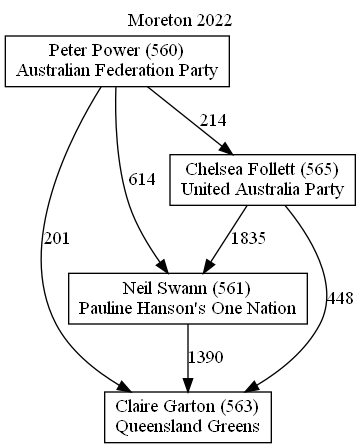 Moreton 2022
Peter Power (560)
Australian Federation Party
214
Chelsea Follett (565)
United Australia Party
614
201
1835
Neil Swann (561)
Pauline Hanson's One Nation
448
1390
Claire Garton (563)
Queensland Greens